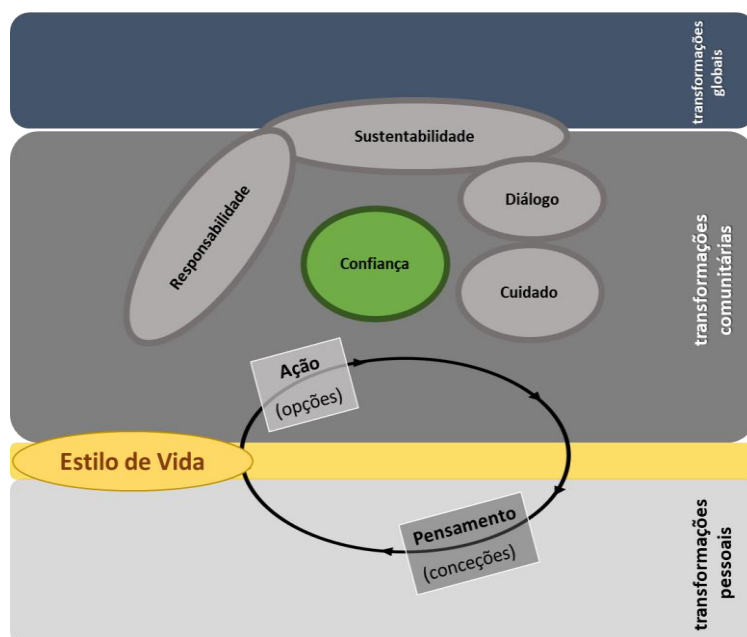 transformações
globais
Sustentabilidade
Responsabilidade
Diálogo
Confiança
Cuidado
transformações
comunitárias
Ação
(opções)
Estilo de Vida
Pensamento
(conceções)
transformações
pessoais